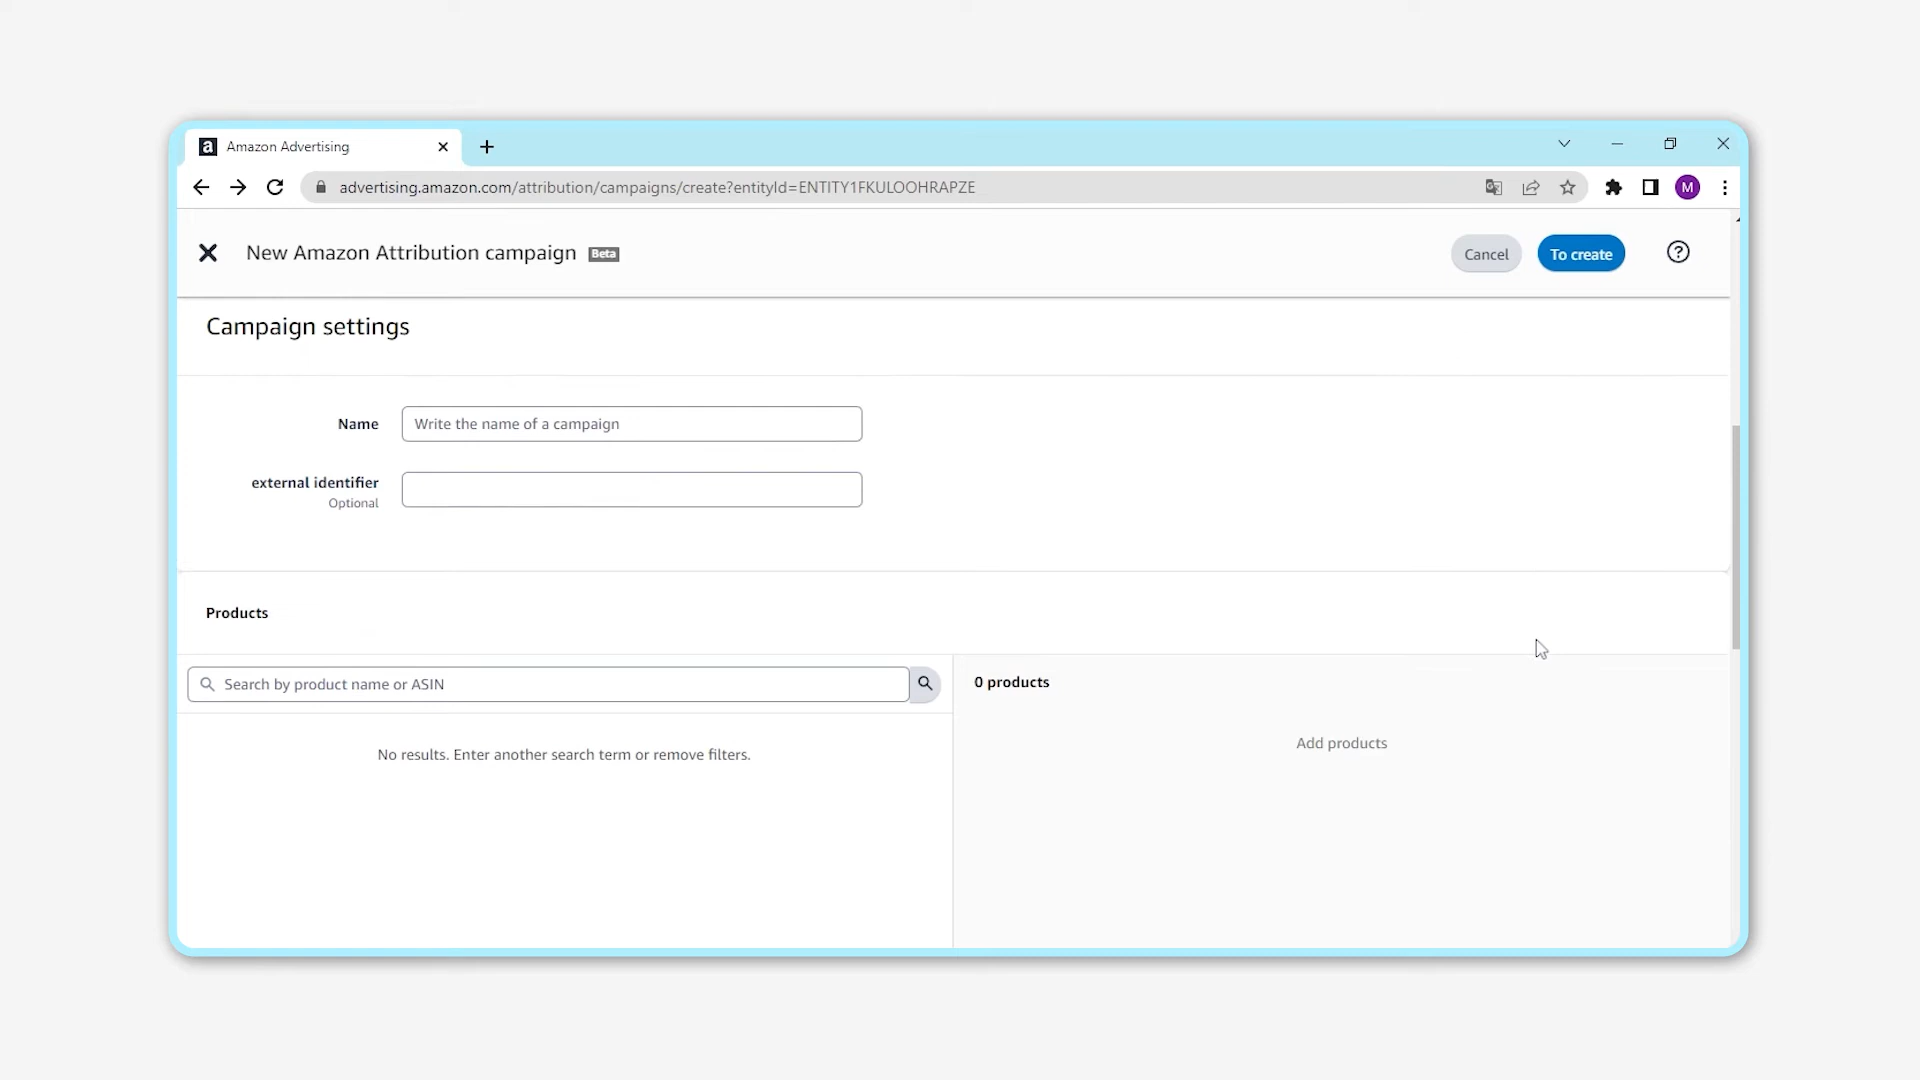 Amazon Advertising
advertising.amazon.com/attribution/campaigns/create?entityId=ENTITY1FKULOOHRAPZE
M
New Amazon Attribution campaign Beta
Cancel
To create
Campaign settings
Name
Write the name of a campaign
external identifier
Optional
Products
Search by product name or ASIN
0 products
No results. Enter another search term or remove filters.
Add products